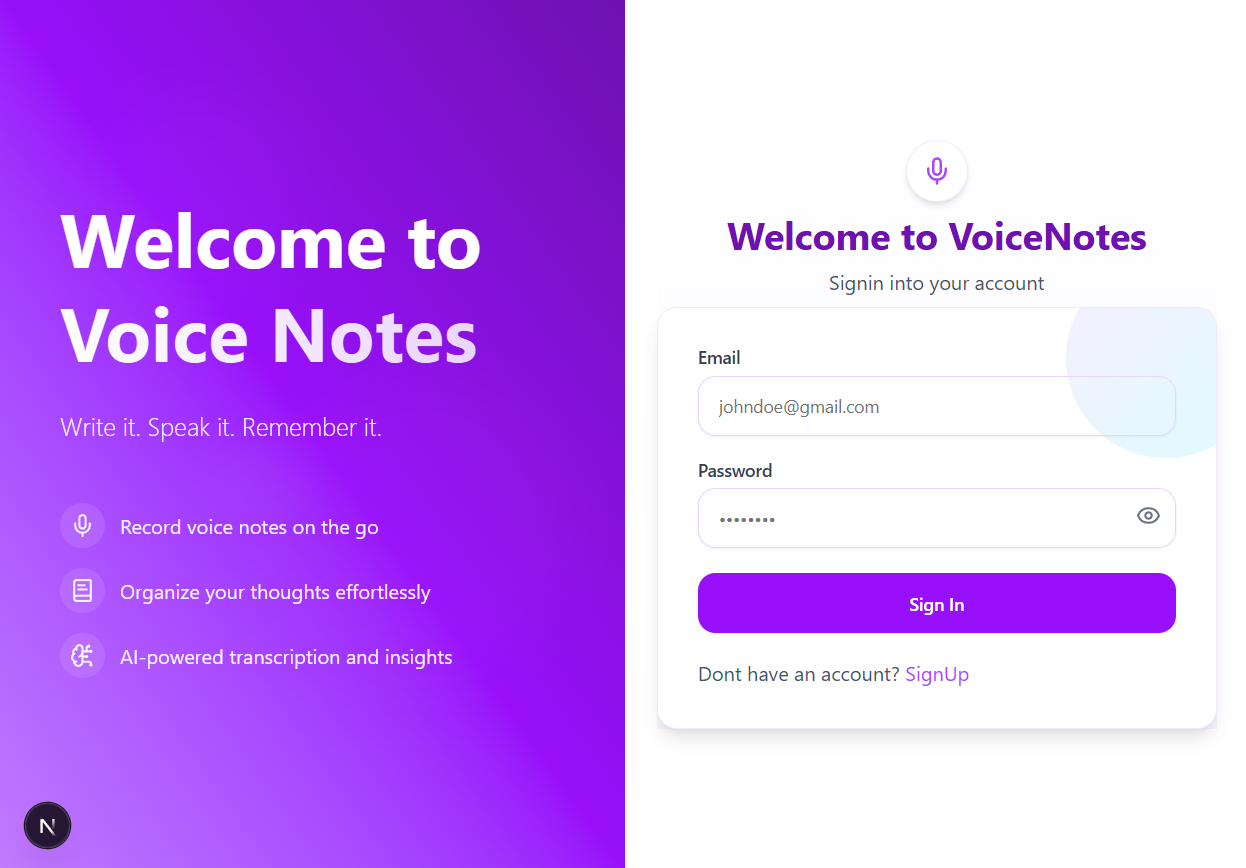 Welcome to
Voice Notes
Write it. Speak it. Remember it.
Record voice notes on the go
Organize your thoughts effortlessly
AI-powered transcription and insights
N
Welcome to VoiceNotes
Signin into your account
Email
johndoe@gmail.com
Password
••••••••
Sign In
Dont have an account? SignUp